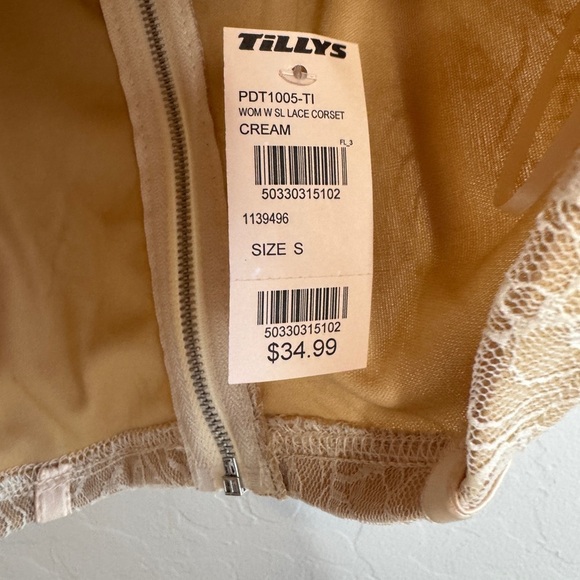 TiLLYS
PDT1005-TI
WOM W SL LACE CORSET
CREAM
FL_3
50330315102
1139496
SIZE S
50330315102
$34.99